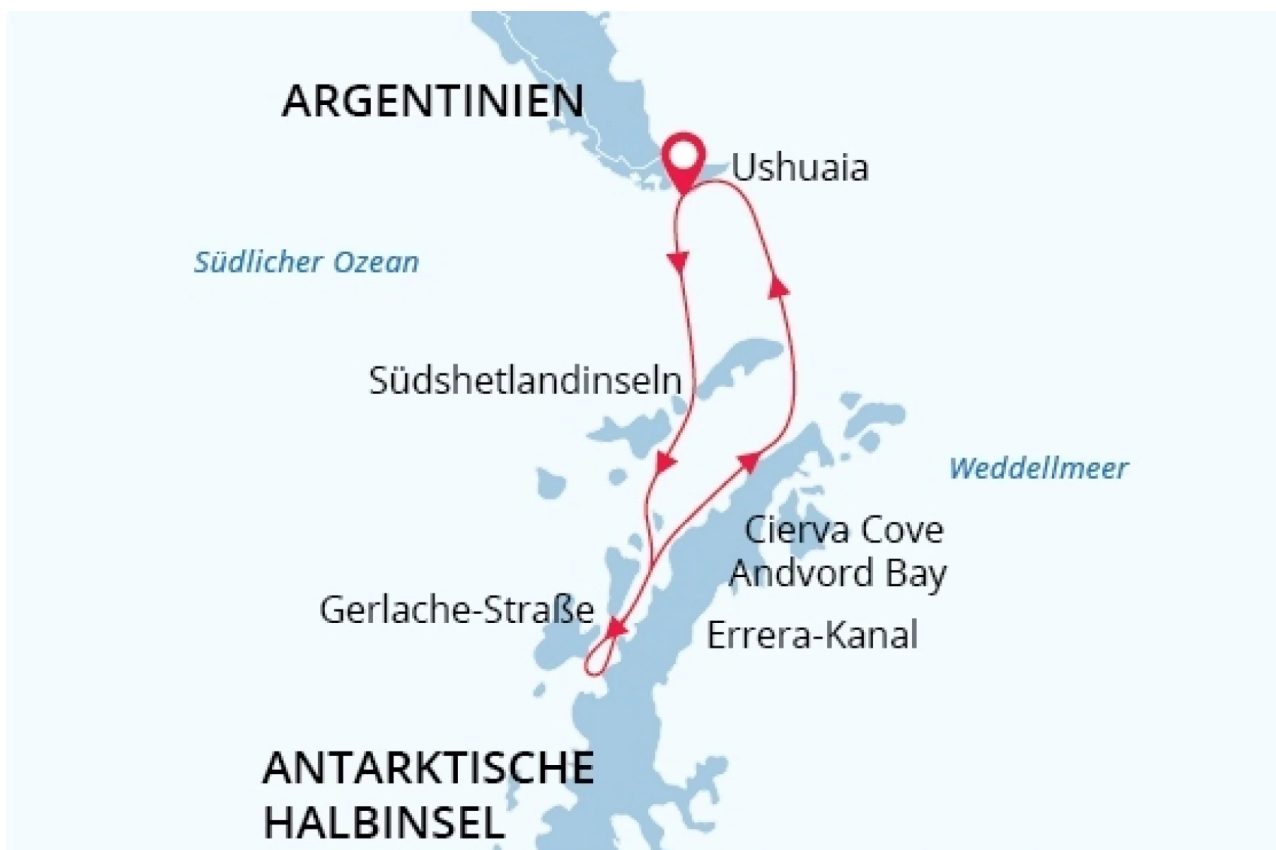 ARGENTINIEN
Ushuaia
Südlicher Ozean
Südshetlandinseln
Weddellmeer
Cierva Cove
Andvord Bay
Gerlache-Straße
Errera-Kanal
ANTARKTISCHE
HALBINSEL